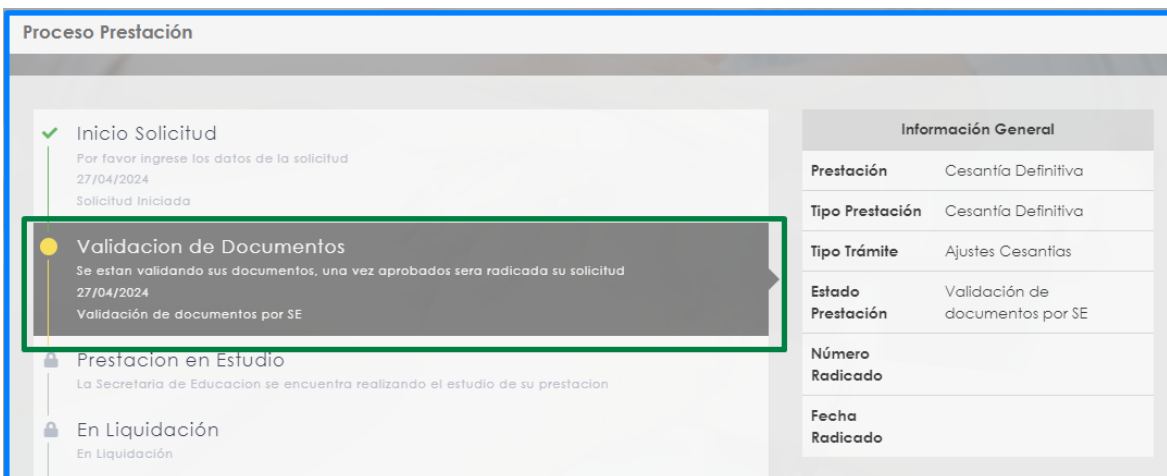 Proceso Prestación
Inicio Solicitud
Por favor ingrese los datos de la solicitud
27/04/2024
Solicitud Iniciada
Validacion de Documentos
Se estan validando sus documentos, una vez aprobados sera radicada su solicitud
27/04/2024
Validación de documentos por SE
Prestacion en Estudio
La Secretaria de Educacion se encuentra realizando el estudio de su prestacion
En Liquidación
En Liquidación
Información General
Prestación Cesantía Definitiva
Tipo Prestación Cesantía Definitiva
Tipo Trámite Ajustes Cesantias
Estado Validación de
Prestación documentos por SE
Número
Radicado
Fecha
Radicado